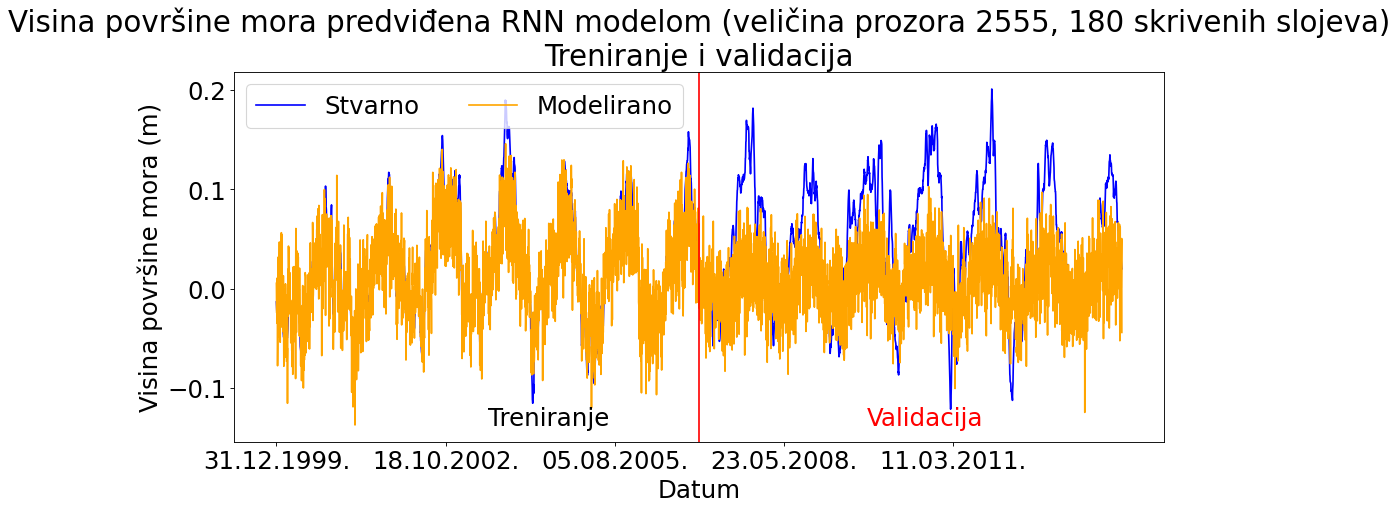 Visina površine mora predviđena RNN modelom (veličina prozora 2555, 180 skrivenih slojeva)
Treniranje i validacija
Stvarno
Modelirano
Visina površine mora (m)
0.2
0.1
0.0
−0.1
Treniranje
Validacija
31.12.1999.
18.10.2002.
05.08.2005.
23.05.2008.
11.03.2011.
Datum